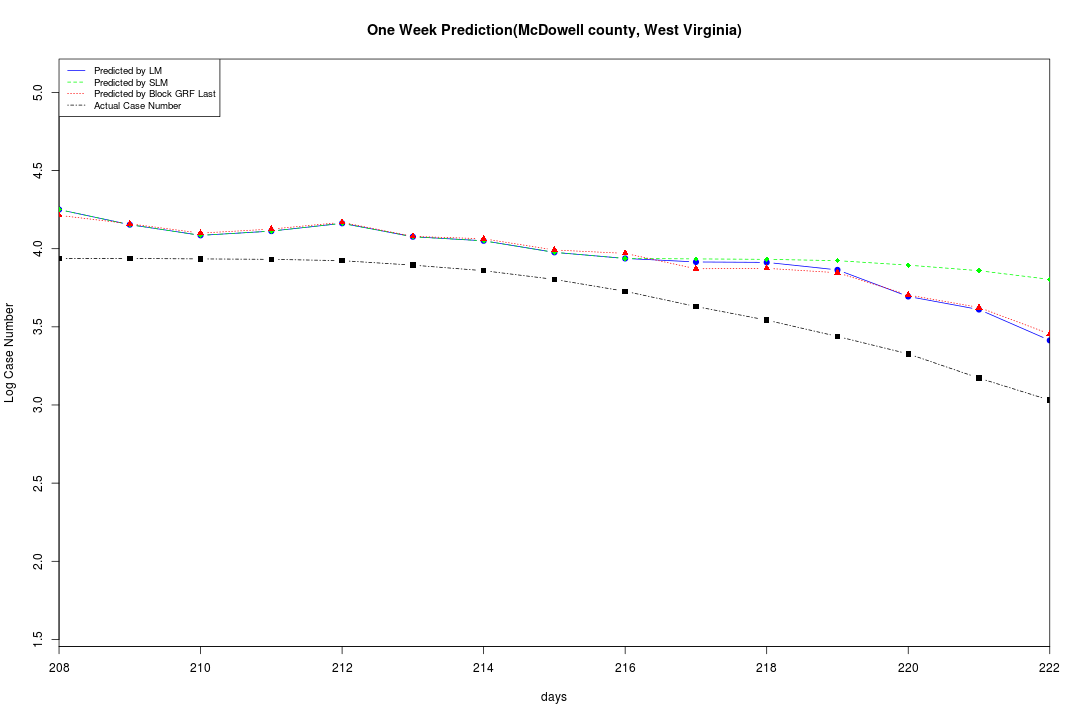 One Week Prediction(McDowell county, West Virginia)
Predicted by LM
Predicted by SLM
Predicted by Block GRF Last
Actual Case Number
5.0
4.5
4.0
3.5
3.0
2.5
2.0
1.5
Log Case Number
208 210 212 214 216 218 220 222
days